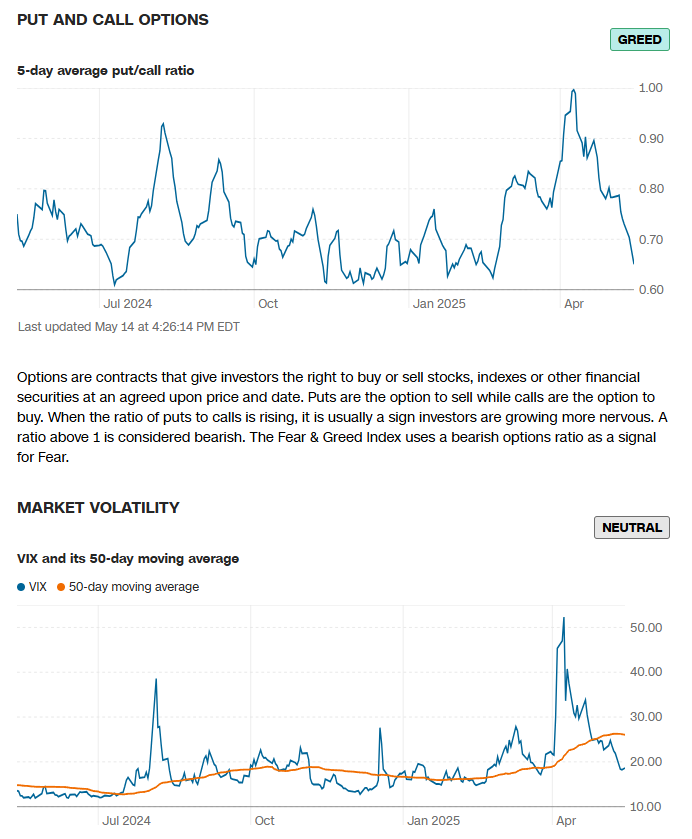 PUT AND CALL OPTIONS
GREED
5-day average put/call ratio
1.00
0.90
0.80
0.70
0.60
Jul 2024
Oct
Jan 2025
Apr
Last updated May 14 at 4:26:14 PM EDT
Options are contracts that give investors the right to buy or sell stocks, indexes or other financial
securities at an agreed upon price and date. Puts are the option to sell while calls are the option to
buy. When the ratio of puts to calls is rising, it is usually a sign investors are growing more nervous. A
ratio above 1 is considered bearish. The Fear & Greed Index uses a bearish options ratio as a signal
for Fear.
MARKET VOLATILITY
NEUTRAL
VIX and its 50-day moving average
VIX
50-day moving average
50.00
40.00
30.00
20.00
10.00
Jul 2024
Oct
Jan 2025
Apr